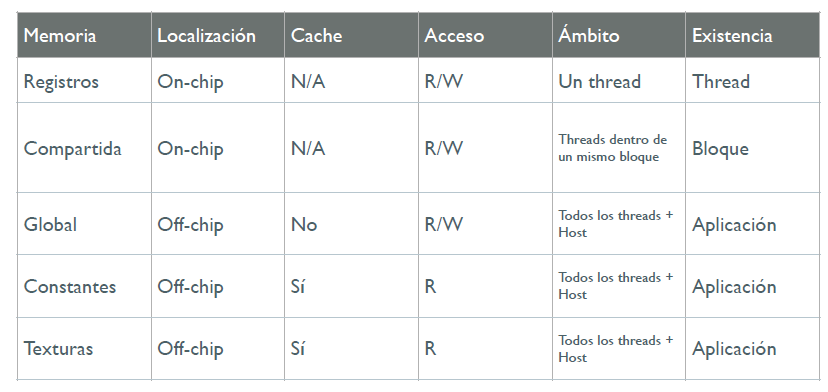 Memoria Localización Cache Acceso Ámbito Existencia
Registros On-chip N/A R/W Un thread Thread
Compartida On-chip N/A R/W Threads dentro de
un mismo bloque Bloque
Global Off-chip No R/W Todos los threads +
Host Aplicación
Constantes Off-chip Sí R Todos los threads +
Host Aplicación
Texturas Off-chip Sí R Todos los threads +
Host Aplicación